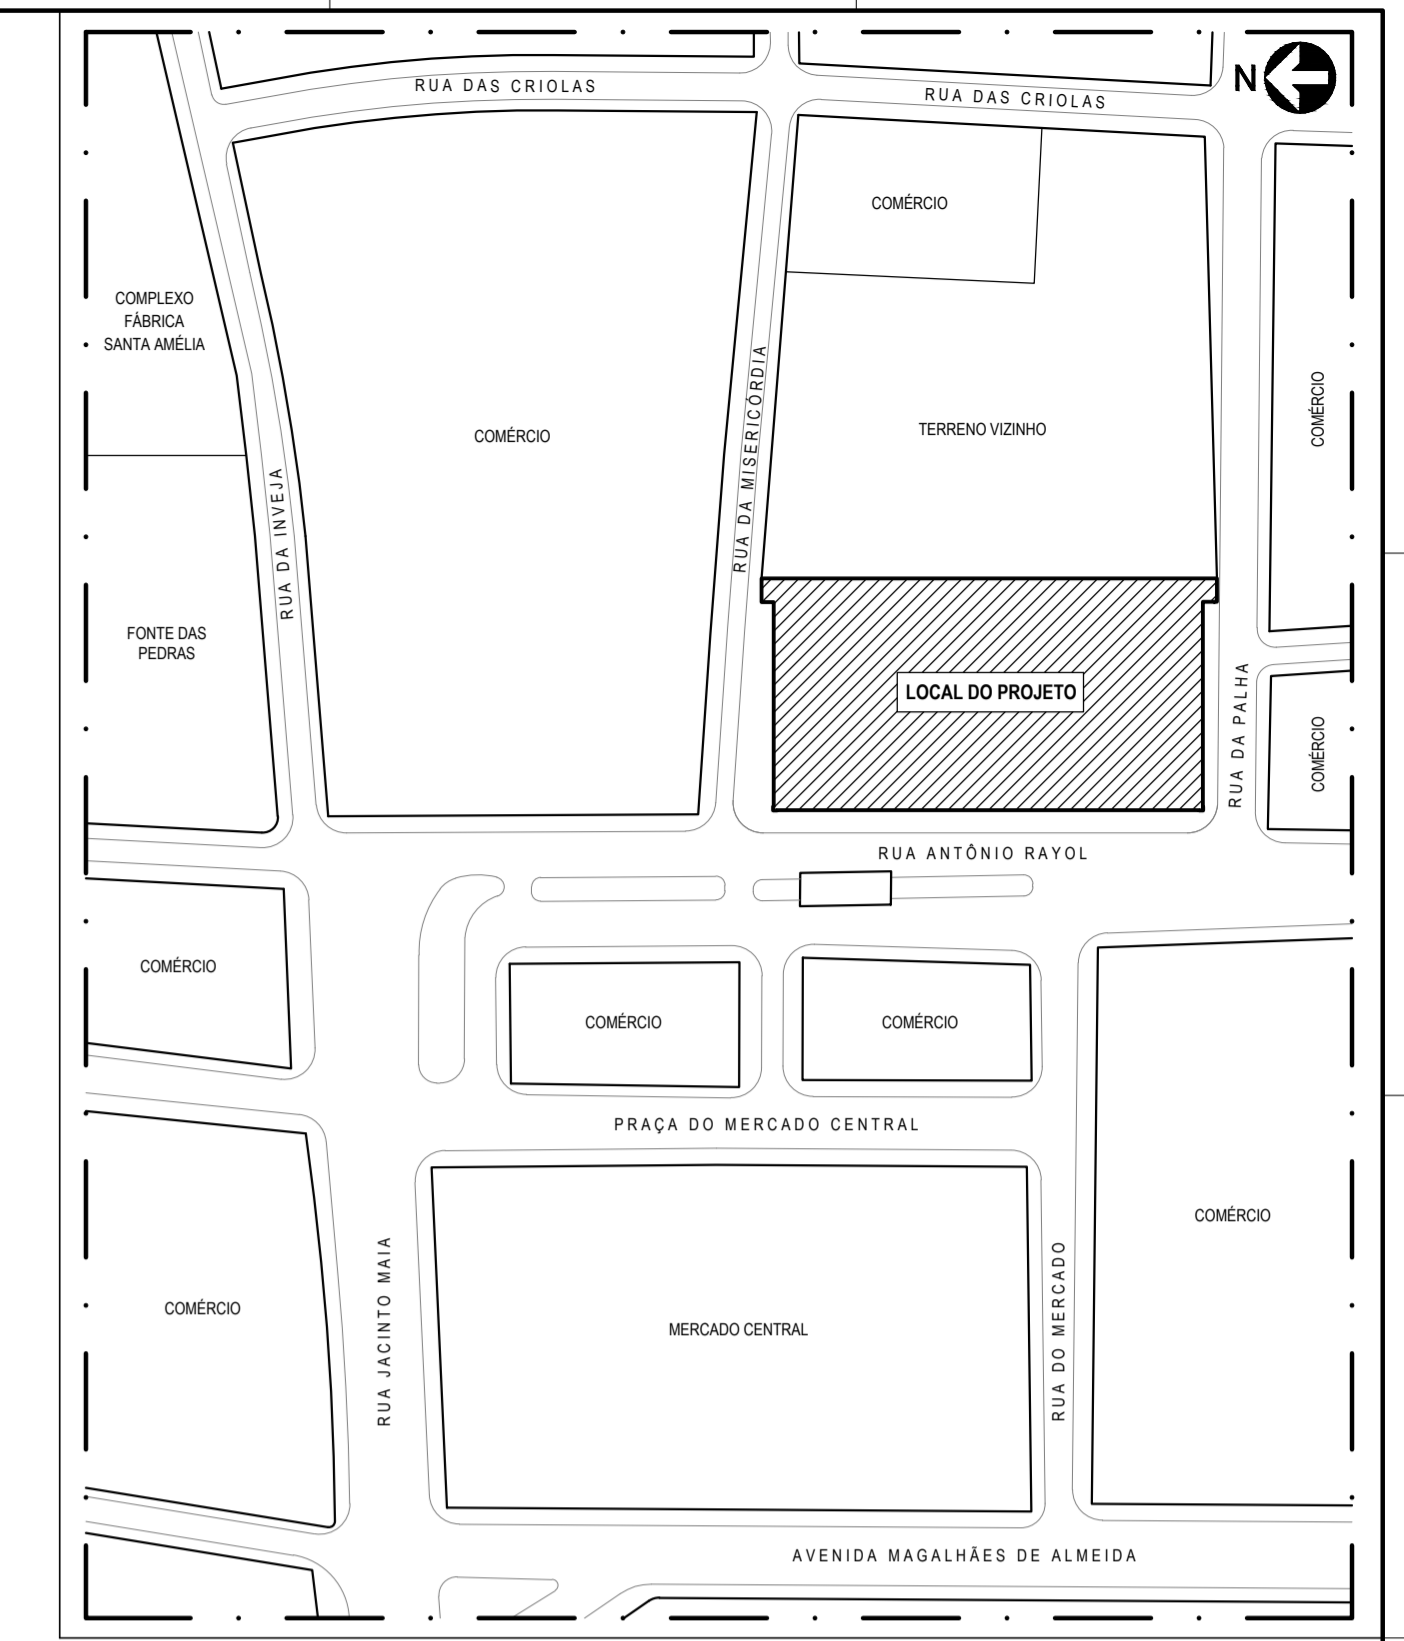 RUA DAS CRIOLAS
RUA DAS CRIOLAS
N
COMÉRCIO
COMPLEXO
FÁBRICA
SANTA AMÉLIA
COMÉRCIO
RUA DA MISERICÓRDIA
TERRENO VIZINHO
COMÉRCIO
RUA DA INVEJA
FONTE DAS
PEDRAS
LOCAL DO PROJETO
RUA DA PALHA
COMÉRCIO
RUA ANTÔNIO RAYOL
COMÉRCIO
COMÉRCIO
COMÉRCIO
PRAÇA DO MERCADO CENTRAL
COMÉRCIO
COMÉRCIO
RUA JACINTO MAIA
MERCADO CENTRAL
RUA DO MERCADO
AVENIDA MAGALHÃES DE ALMEIDA